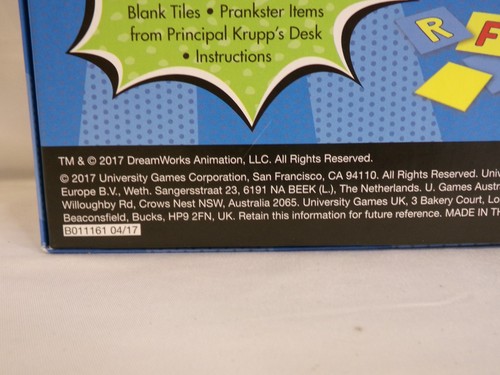 Blank Tiles • Prankster Items
from Principal Krupp's Desk
• Instructions
R F
TM & © 2017 DreamWorks Animation, LLC. All Rights Reserved.
© 2017 University Games Corporation, San Francisco, CA 94110. All Rights Reserved.
Europe B.V., Weth. Sangersstraat 23, 6191 NA BEEK (L.), The Netherlands. U. Games
Willoughby Rd, Crows Nest NSW, Australia 2065. University Games UK, 3 Bakery Court,
Beaconsfield, Bucks, HP9 2FN, UK. Retain this information for future reference. MADE IN
B011161 04/17